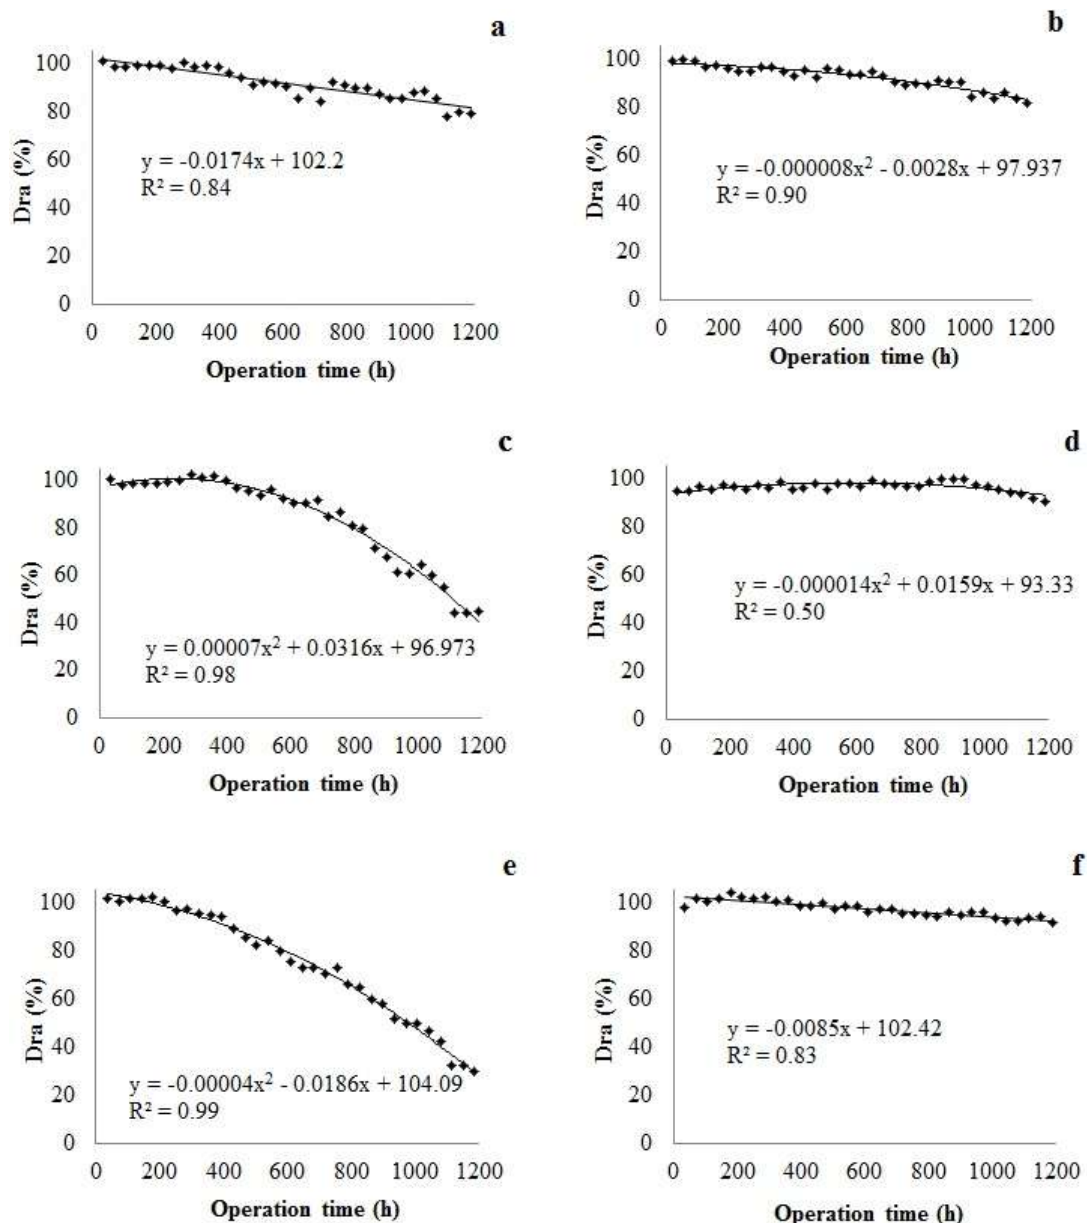 a
100
80
60
40
20
0
Dra (%)
y = -0.0174x + 102.2
R² = 0.84
0 200 400 600 800 1000 1200
Operation time (h)
b
100
80
60
40
20
0
Dra (%)
y = -0.000008x² - 0.0028x + 97.937
R² = 0.90
0 200 400 600 800 1000 1200
Operation time (h)
c
100
80
60
40
20
0
Dra (%)
y = 0.00007x² + 0.0316x + 96.973
R² = 0.98
0 200 400 600 800 1000 1200
Operation time (h)
d
100
80
60
40
20
0
Dra (%)
y = -0.000014x² + 0.0159x + 93.33
R² = 0.50
0 200 400 600 800 1000 1200
Operation time (h)
e
100
80
60
40
20
0
Dra (%)
y = -0.00004x² - 0.0186x + 104.09
R² = 0.99
0 200 400 600 800 1000 1200
Operation time (h)
f
100
80
60
40
20
0
Dra (%)
y = -0.0085x + 102.42
R² = 0.83
0 200 400 600 800 1000 1200
Operation time (h)